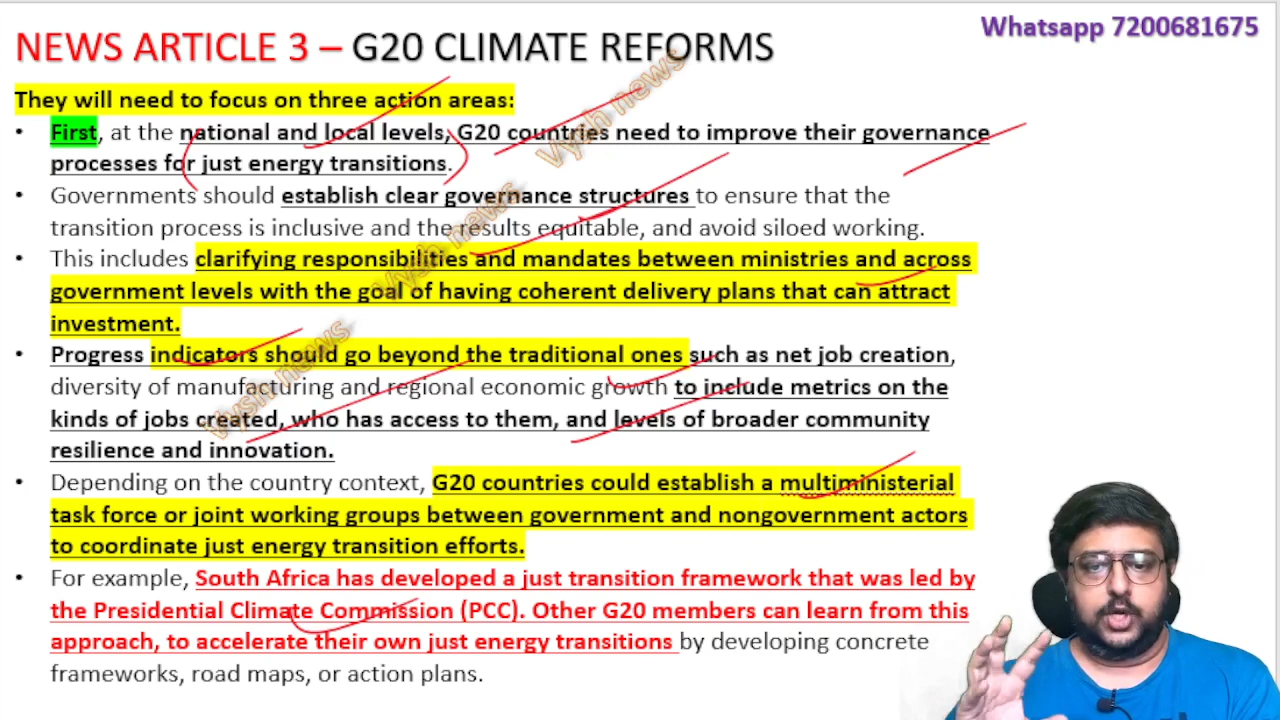 Whatsapp 7200681675
NEWS ARTICLE 3 – G20 CLIMATE REFORMS
They will need to focus on three action areas:
• First, at the national and local levels, G20 countries need to improve their governance
processes for just energy transitions.
• Governments should establish clear governance structures to ensure that the
transition process is inclusive and the results equitable, and avoid siloed working.
• This includes clarifying responsibilities and mandates between ministries and across
government levels with the goal of having coherent delivery plans that can attract
investment.
• Progress indicators should go beyond the traditional ones such as net job creation,
diversity of manufacturing and regional economic growth to include metrics on the
kinds of jobs created, who has access to them, and levels of broader community
resilience and innovation.
• Depending on the country context, G20 countries could establish a multiministerial
task force or joint working groups between government and nongovernment actors
to coordinate just energy transition efforts.
• For example, South Africa has developed a just transition framework that was led by
the Presidential Climate Commission (PCC). Other G20 members can learn from this
approach, to accelerate their own just energy transitions by developing concrete
frameworks, road maps, or action plans.
Vysh news
Vysh news
Vysh news